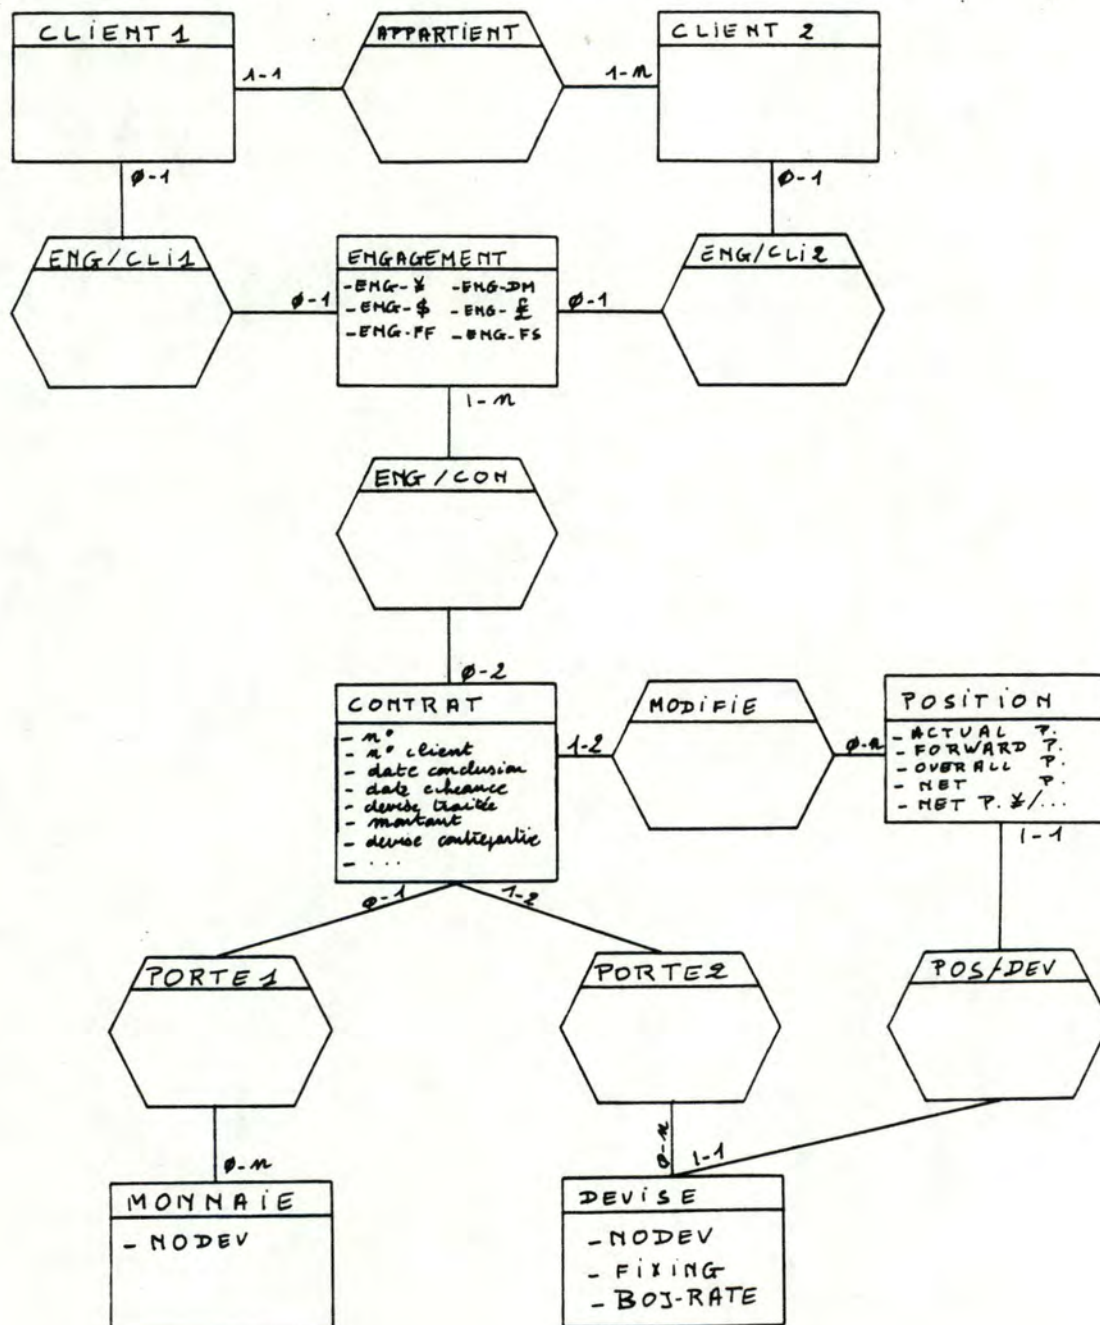 CLIENT 1
APPARTIENT
CLIENT 2
1-1
1-n
ø-1
ø-1
ENG/CLI1
ENGAGEMENT
ENG/CLI2
-ENG-¥ -ENG-DM
-ENG-$ -ENG-£
-ENG-FF -ENG-FS
ø-1
ø-1
1-n
ENG/CON
ø-2
CONTRAT
MODIFIE
POSITION
- n°
- n° client
- date conclusion
- date echeance
- devise traitée
- montant
- devise contrepartie
- ...
1-2
ø-n
- ACTUAL P.
- FORWARD P.
- OVERALL P.
- NET P.
- NET P. ¥/...
1-1
ø-1
1-2
PORTE1
PORTE2
POS/DEV
ø-n
ø-n
1-1
MONNAIE
- NODEV
DEVISE
- NODEV
- FIXING
- BOJ-RATE